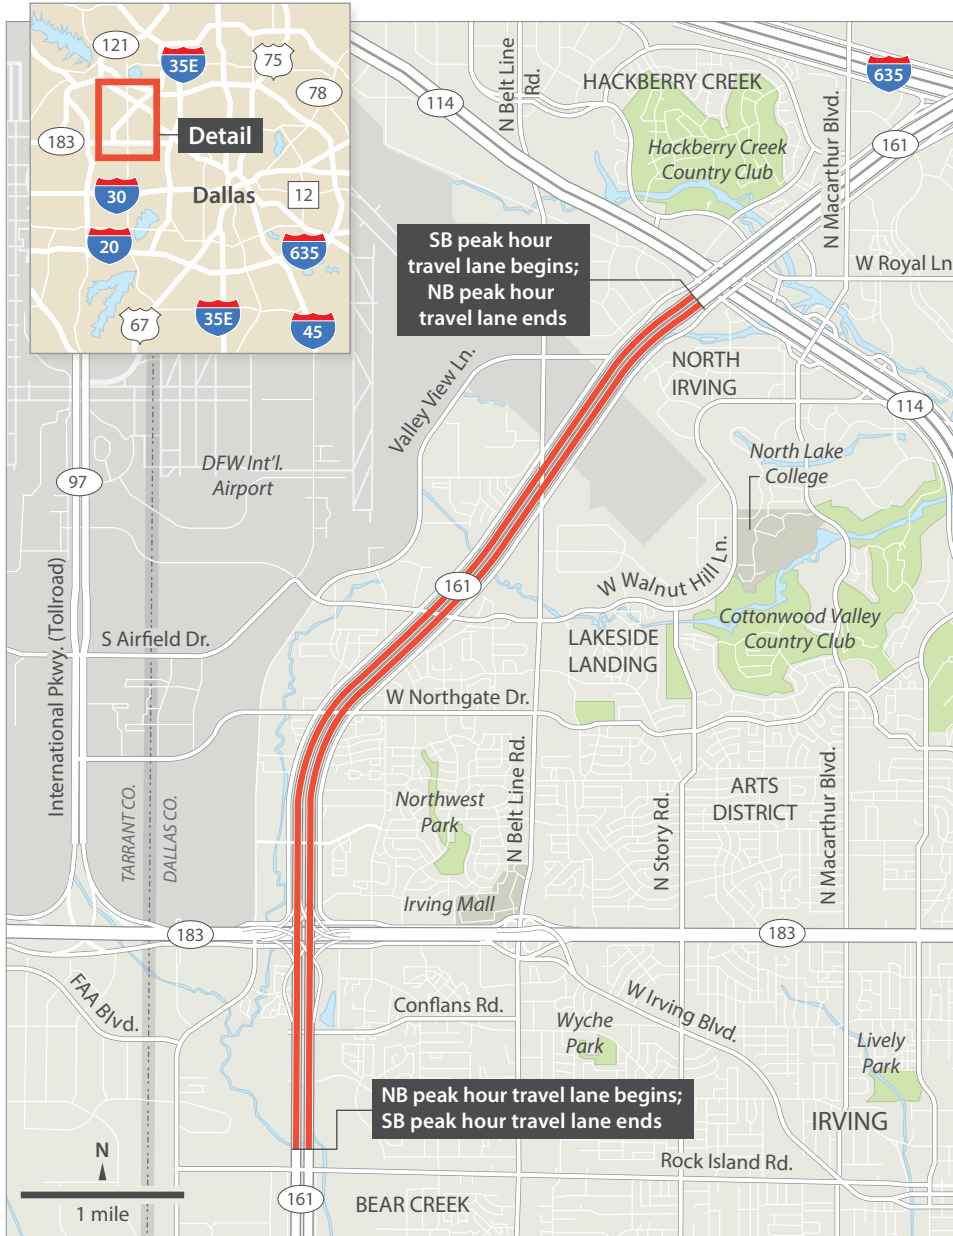 121
35E
75
78
183
Detail
30
Dallas
12
20
635
67
35E
45
N Belt Line
Rd.
HACKBERRY CREEK
635
114
N Macarthur Blvd.
161
Hackberry Creek
Country Club
SB peak hour
travel lane begins;
NB peak hour
travel lane ends
W Royal Ln.
NORTH
IRVING
Valley View Ln.
114
DFW Int'l.
Airport
North Lake
College
97
International Pkwy. (Tollroad)
161
W Walnut Hill Ln.
S Airfield Dr.
LAKESIDE
LANDING
Cottonwood Valley
Country Club
W Northgate Dr.
N Belt Line Rd.
Northwest
Park
ARTS
DISTRICT
N Story Rd.
N Macarthur Blvd.
TARRANT CO.
DALLAS CO.
Irving Mall
183
183
FAA Blvd.
Conflans Rd.
W Irving Blvd.
Wyche
Park
Lively
Park
NB peak hour travel lane begins;
SB peak hour travel lane ends
IRVING
N
Rock Island Rd.
1 mile
161
BEAR CREEK